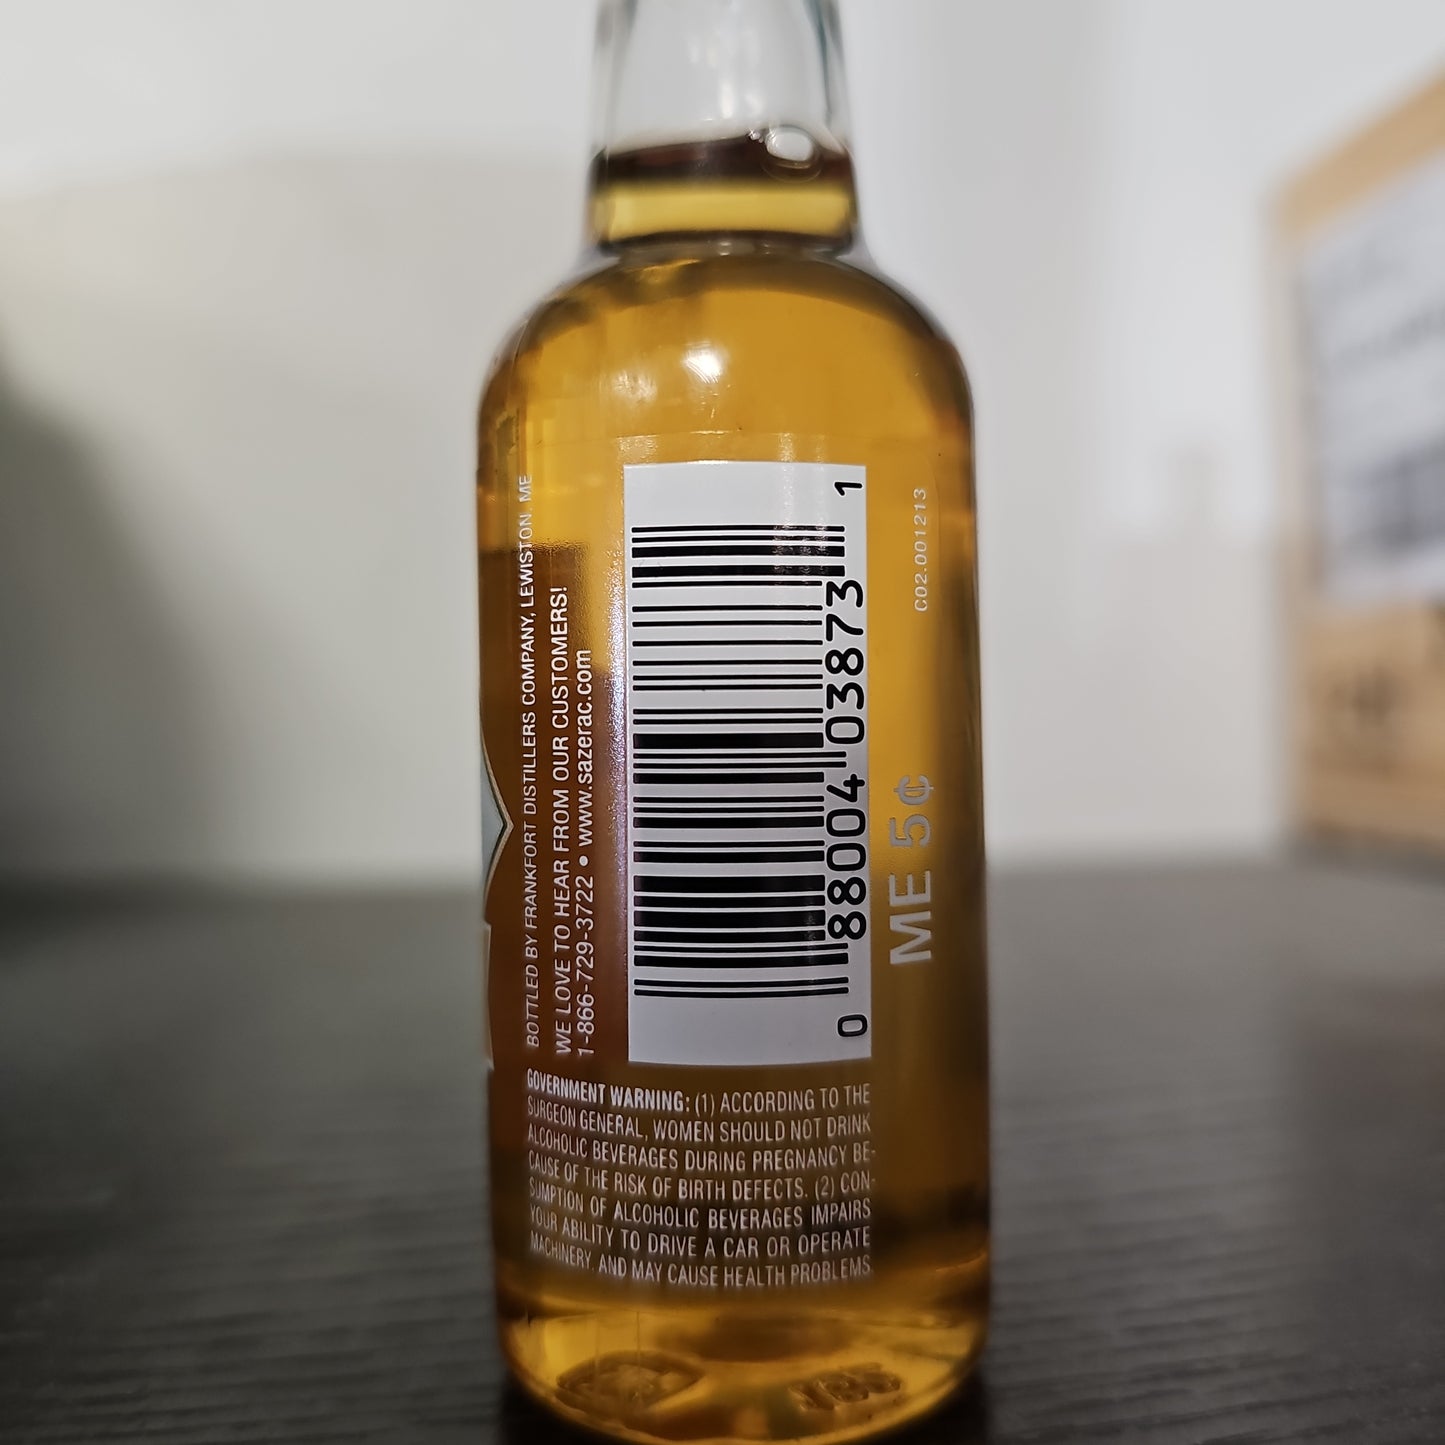 BOTTLED BY FRANKFORT DISTILLERS COMPANY, LEWISTON, ME
WE LOVE TO HEAR FROM OUR CUSTOMERS!
1-866-729-3722 • www.sazerac.com
0 88004 03873 1
ME 5¢
C02.001213
GOVERNMENT WARNING: (1) ACCORDING TO THE
SURGEON GENERAL, WOMEN SHOULD NOT DRINK
ALCOHOLIC BEVERAGES DURING PREGNANCY BE-
CAUSE OF THE RISK OF BIRTH DEFECTS. (2) CON-
SUMPTION OF ALCOHOLIC BEVERAGES IMPAIRS
YOUR ABILITY TO DRIVE A CAR OR OPERATE
MACHINERY, AND MAY CAUSE HEALTH PROBLEMS.